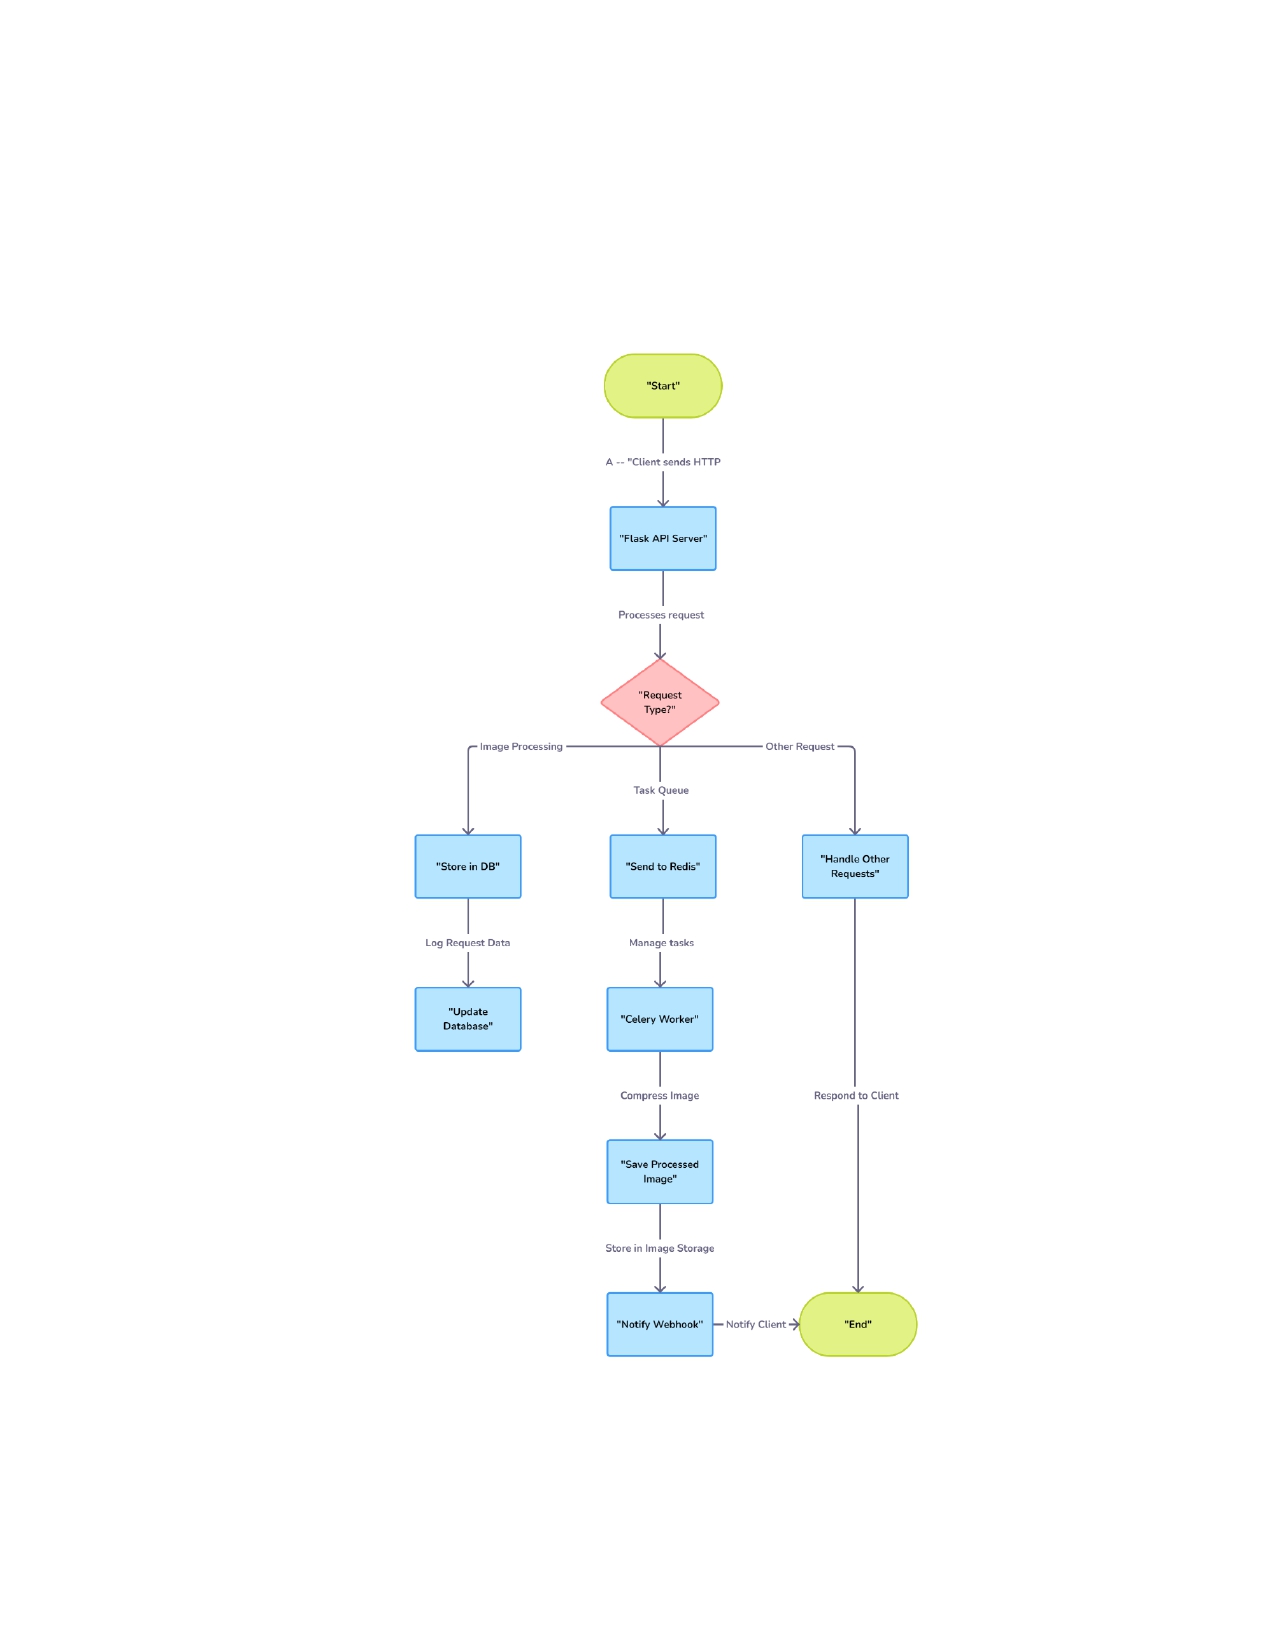 "Start"
A -- "Client sends HTTP
"Flask API Server"
Processes request
"Request
Type?"
Image Processing
Other Request
Task Queue
"Store in DB"
"Send to Redis"
"Handle Other
Requests"
Log Request Data
Manage tasks
"Update
Database"
"Celery Worker"
Compress Image
Respond to Client
"Save Processed
Image"
Store in Image Storage
"Notify Webhook"
Notify Client
"End"